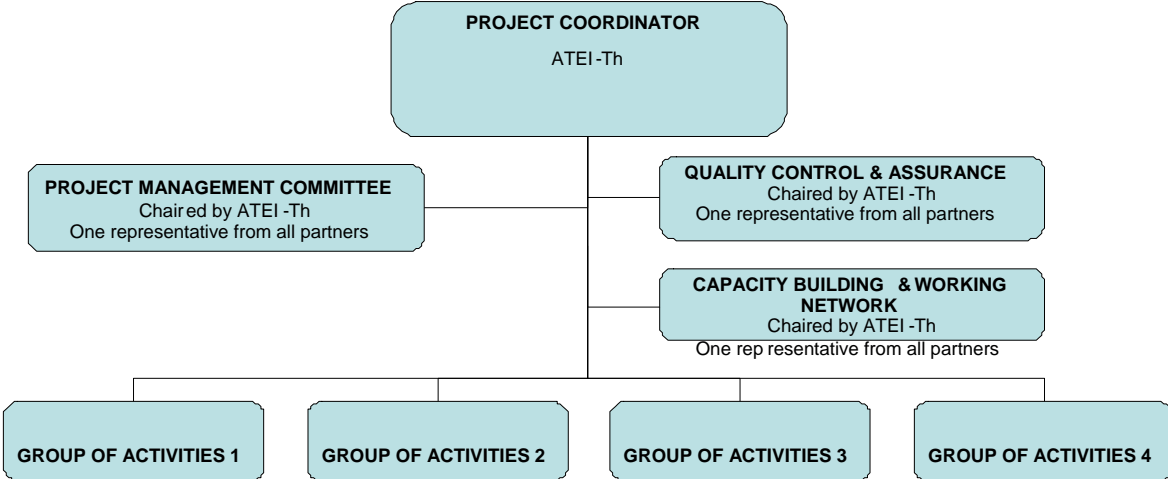 PROJECT COORDINATOR
ATEI-Th
PROJECT MANAGEMENT COMMITTEE
Chaired by ATEI-Th
One representative from all partners
QUALITY CONTROL & ASSURANCE
Chaired by ATEI-Th
One representative from all partners
CAPACITY BUILDING & WORKING
NETWORK
Chaired by ATEI-Th
One rep resentative from all partners
GROUP OF ACTIVITIES 1
GROUP OF ACTIVITIES 2
GROUP OF ACTIVITIES 3
GROUP OF ACTIVITIES 4